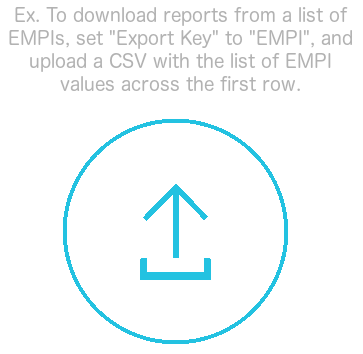 Ex. To download reports from a list of
EMPIs, set "Export Key" to "EMPI", and
upload a CSV with the list of EMPI
values across the first row.